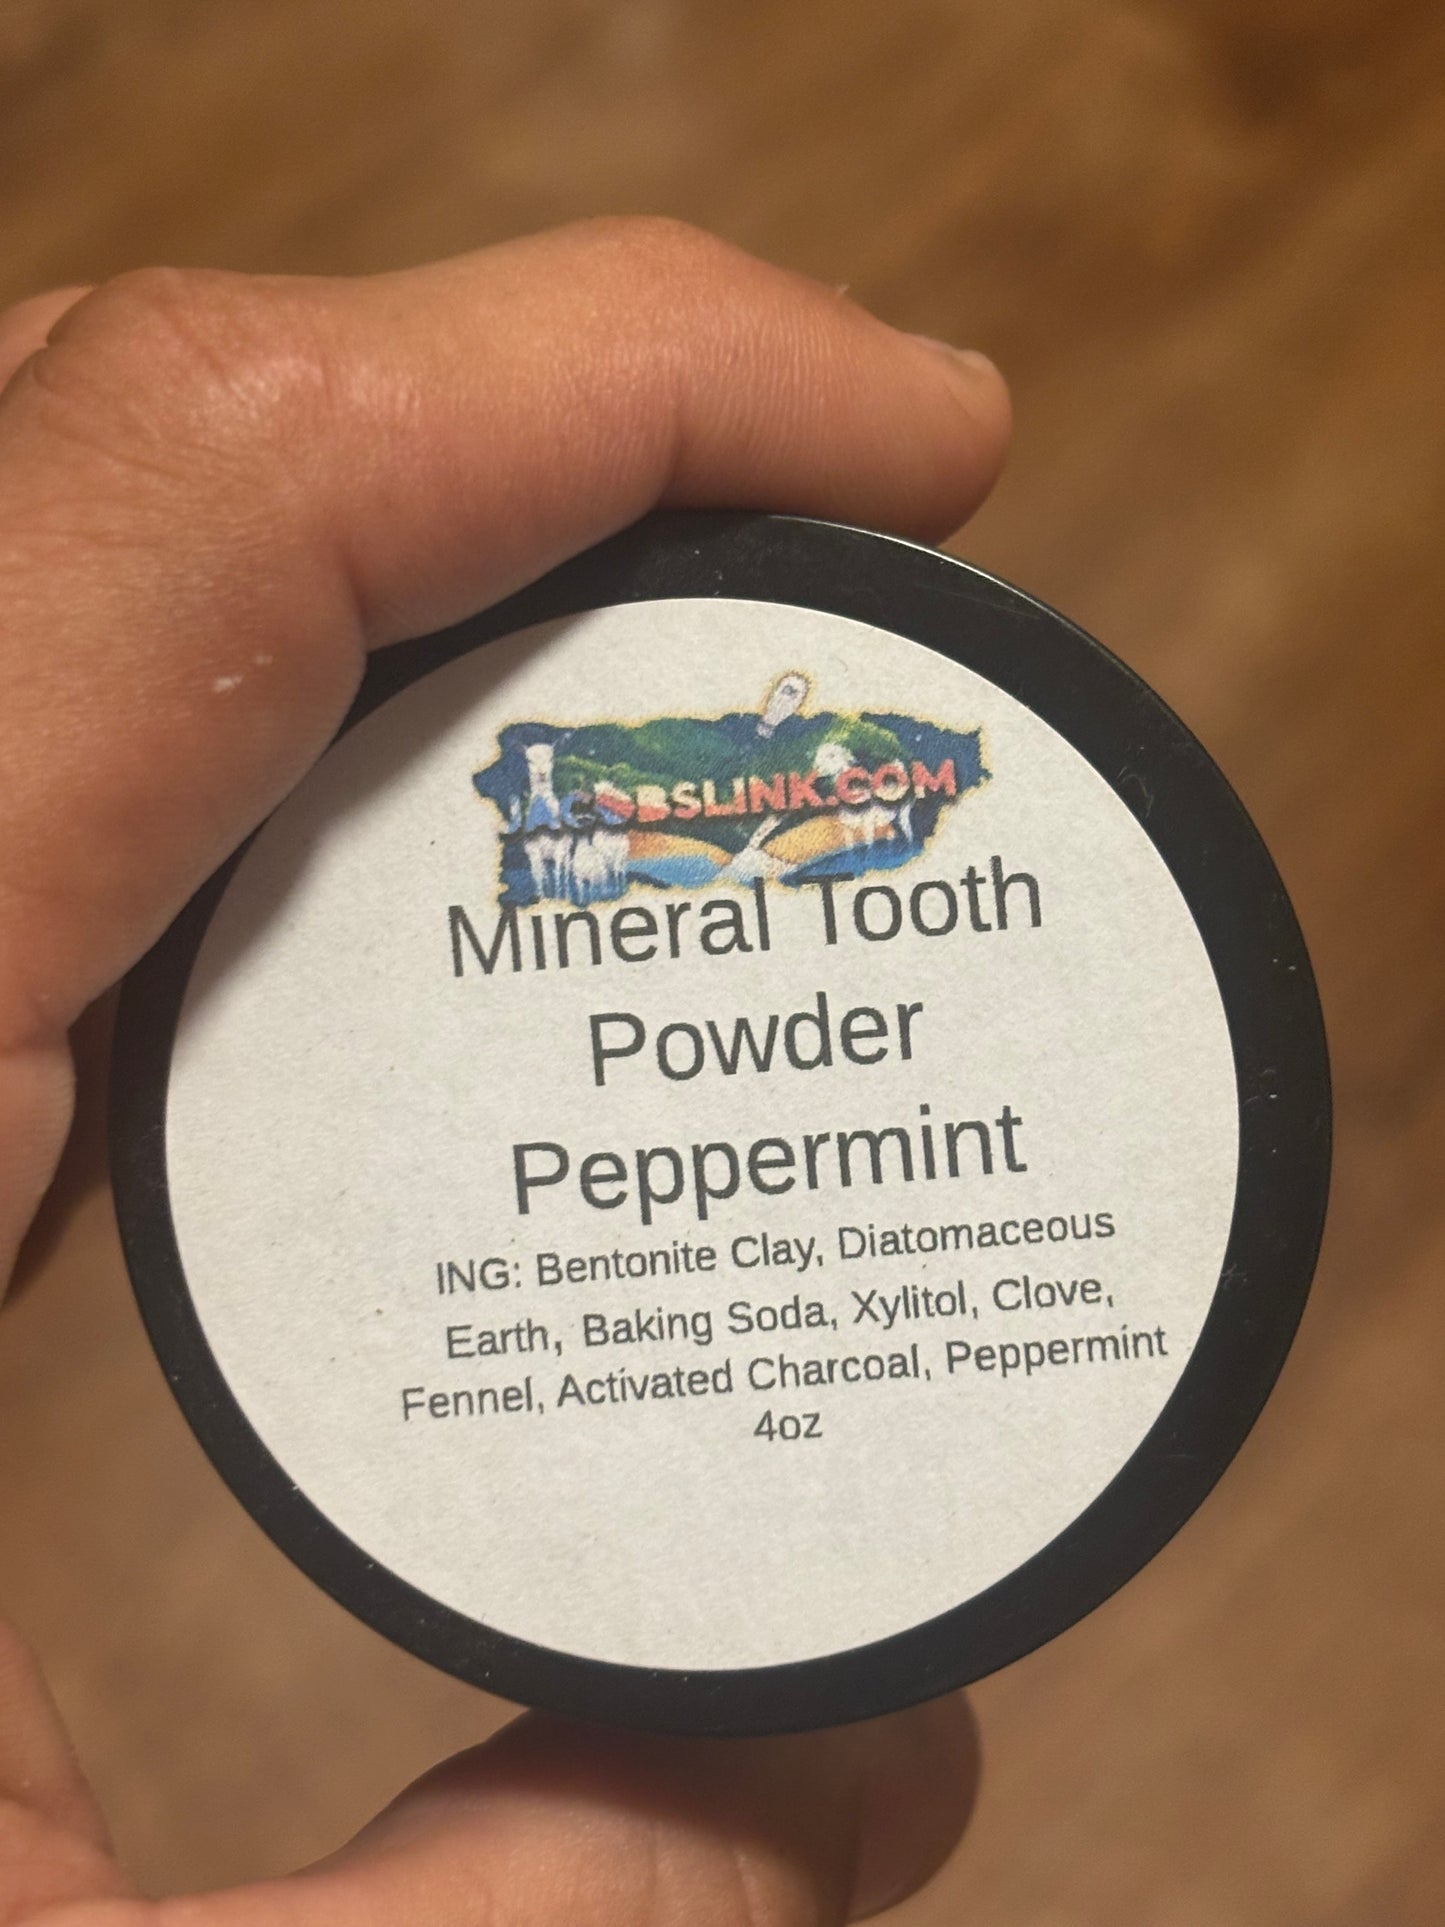 JACOBSLINK.COM
Mineral Tooth
Powder
Peppermint
ING: Bentonite Clay, Diatomaceous
Earth, Baking Soda, Xylitol, Clove,
Fennel, Activated Charcoal, Peppermint
4oz